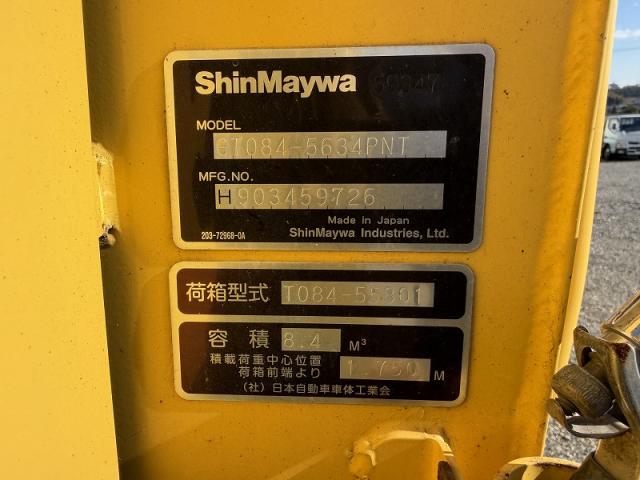 ShinMaywa
MODEL
GT084-5634PNT
MFG.NO.
H903459726
Made in Japan
203-72968-0A
ShinMaywa Industries, Ltd.
荷箱型式 T084-55301
容積 8.4 M³
積載荷重中心位置
荷箱前端より 1.750 M
(社)日本自動車車体工業会